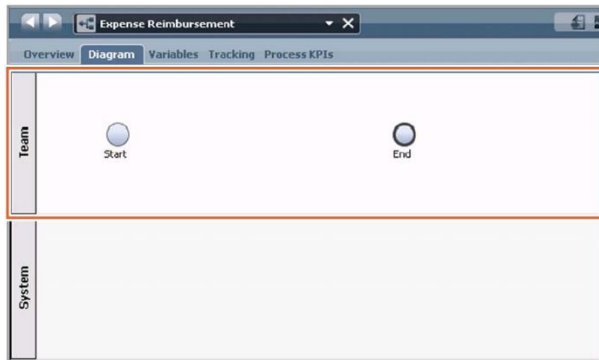 Expense Reimbursement
Overview Diagram Variables Tracking Process KPIs
Team
Start
End
System